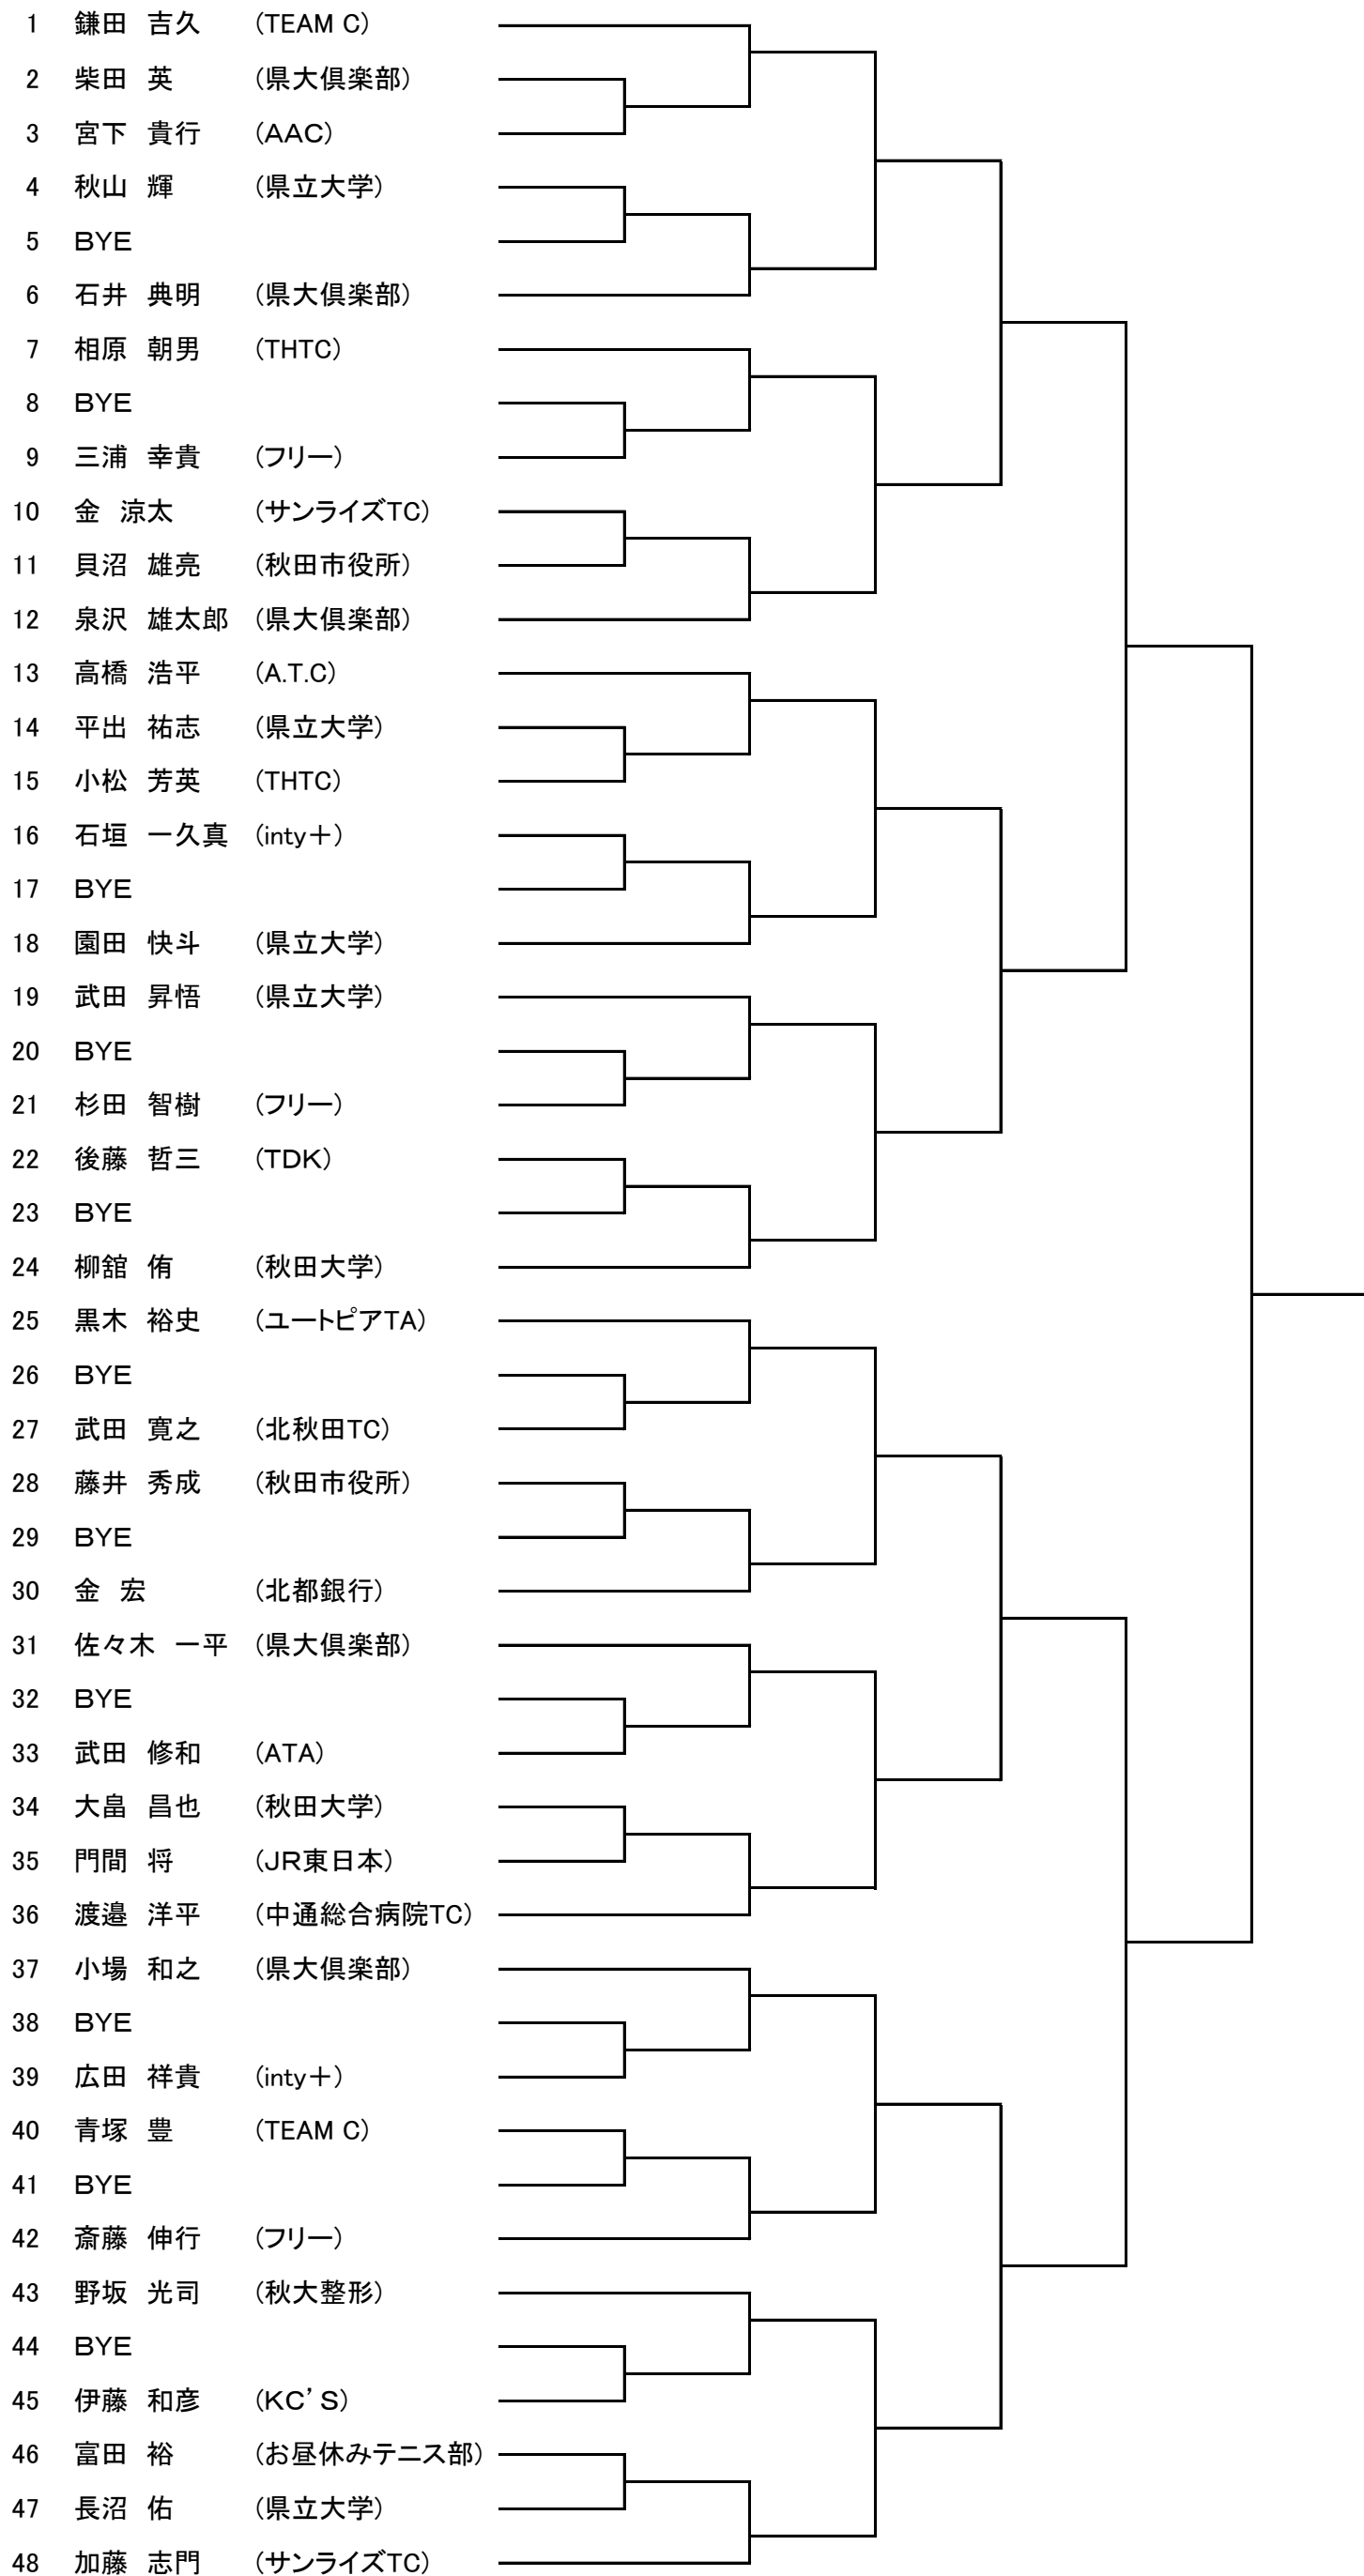 1 鎌田 吉久 (TEAM C)
2 柴田 英 (県大倶楽部)
3 宮下 貴行 (AAC)
4 秋山 輝 (県立大学)
5 BYE
6 石井 典明 (県大倶楽部)
7 相原 朝男 (THTC)
8 BYE
9 三浦 幸貴 (フリー)
10 金 涼太 (サンライズTC)
11 貝沼 雄亮 (秋田市役所)
12 泉沢 雄太郎 (県大倶楽部)
13 高橋 浩平 (A.T.C)
14 平出 祐志 (県立大学)
15 小松 芳英 (THTC)
16 石垣 一久真 (inty＋)
17 BYE
18 園田 快斗 (県立大学)
19 武田 昇悟 (県立大学)
20 BYE
21 杉田 智樹 (フリー)
22 後藤 哲三 (TDK)
23 BYE
24 柳舘 侑 (秋田大学)
25 黒木 裕史 (ユートピアTA)
26 BYE
27 武田 寛之 (北秋田TC)
28 藤井 秀成 (秋田市役所)
29 BYE
30 金 宏 (北都銀行)
31 佐々木 一平 (県大倶楽部)
32 BYE
33 武田 修和 (ATA)
34 大畠 昌也 (秋田大学)
35 門間 将 (JR東日本)
36 渡邉 洋平 (中通総合病院TC)
37 小場 和之 (県大倶楽部)
38 BYE
39 広田 祥貴 (inty＋)
40 青塚 豊 (TEAM C)
41 BYE
42 斎藤 伸行 (フリー)
43 野坂 光司 (秋大整形)
44 BYE
45 伊藤 和彦 (KC’S)
46 富田 裕 (お昼休みテニス部)
47 長沼 佑 (県立大学)
48 加藤 志門 (サンライズTC)